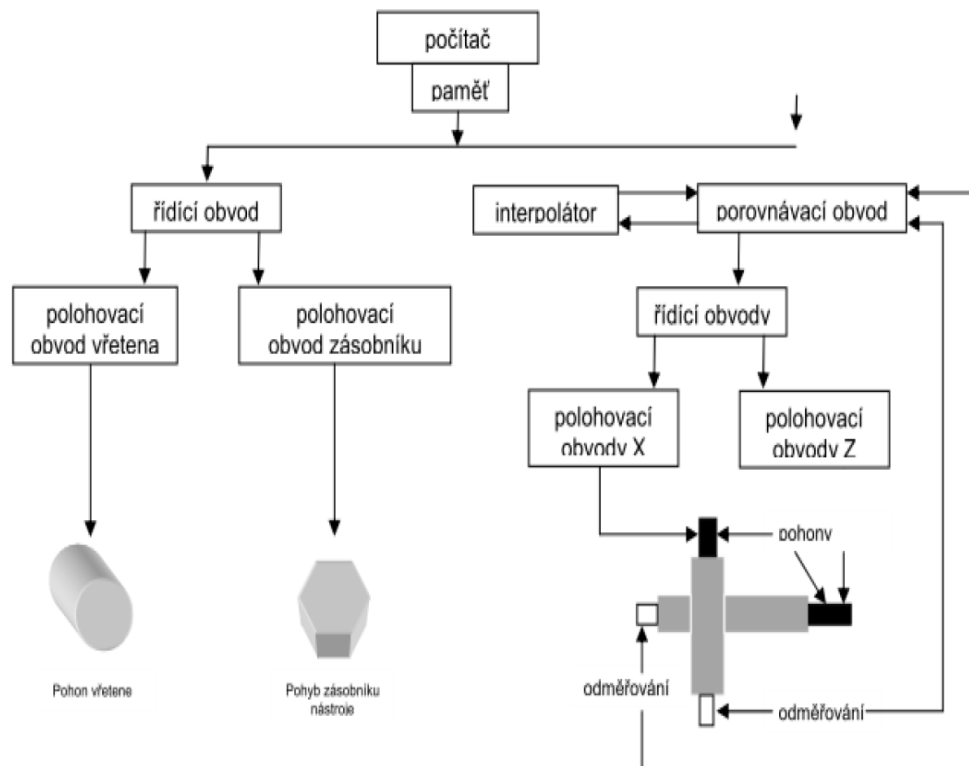 počítač
paměť
řídící obvod
interpolátor
porovnávací obvod
polohovací
obvod vřetena
polohovací
obvod zásobníku
řídící obvody
polohovací
obvody X
polohovací
obvody Z
pohony
Pohon vřetene
Pohyb zásobníku
nástroje
odměřování
odměřování